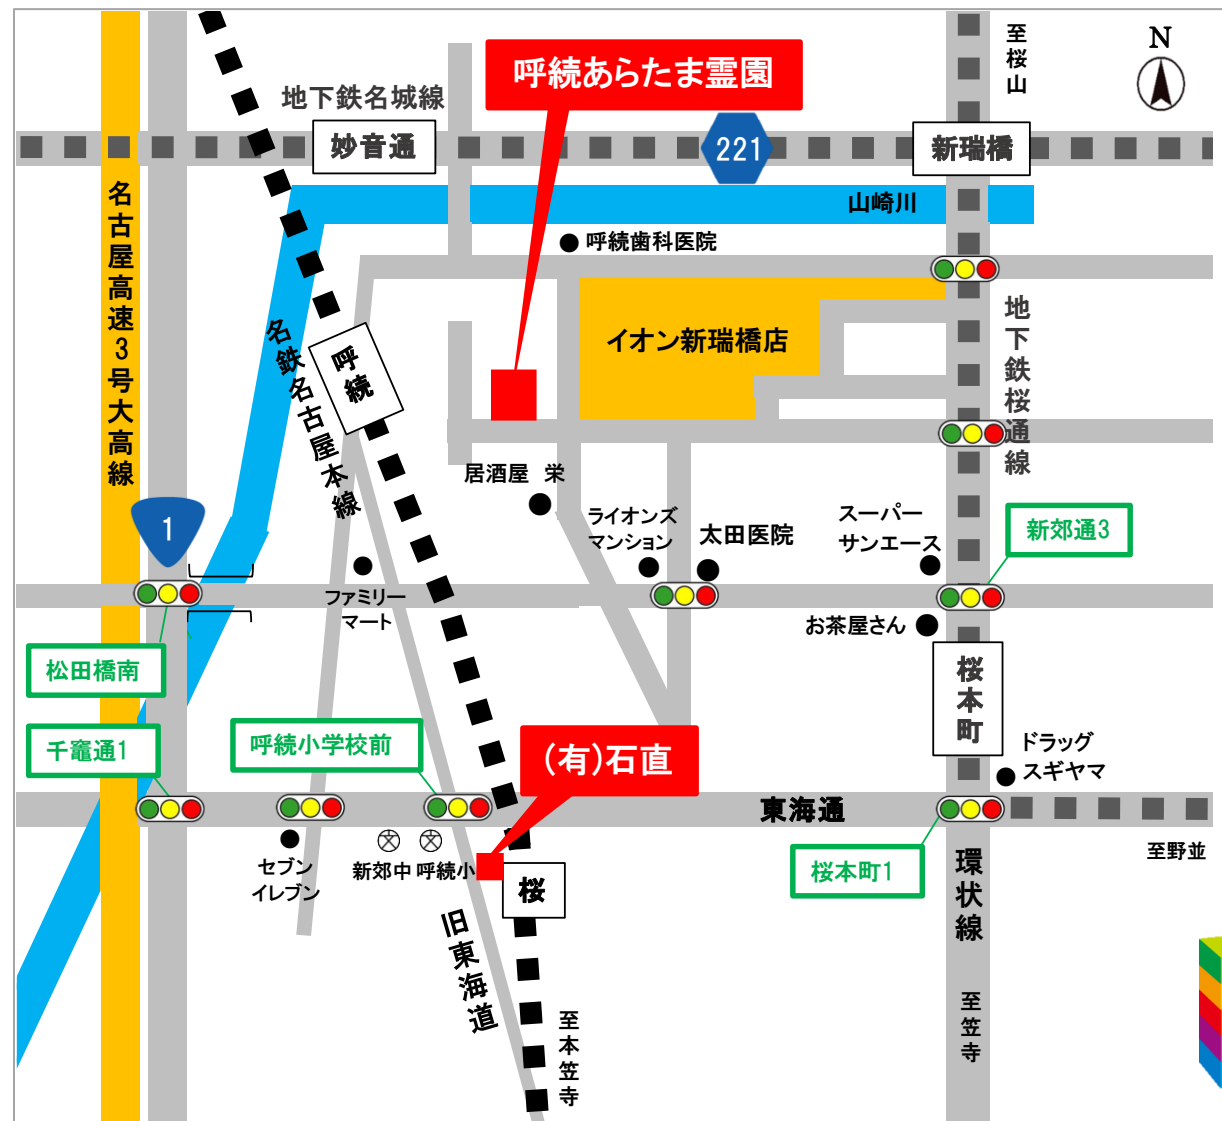 至桜山
N
呼続あらたま霊園
地下鉄名城線
妙音通
221
新瑞橋
名古屋高速3号大高線
山崎川
呼続歯科医院
イオン新瑞橋店
地下鉄桜通線
名鉄名古屋本線
呼続
居酒屋 栄
1
ライオンズ
マンション
太田医院
スーパー
サンエース
新郊通3
ファミリー
マート
お茶屋さん
松田橋南
桜本町
千竈通1
呼続小学校前
(有)石直
ドラッグ
スギヤマ
東海通
セブン
イレブン
新郊中
呼続小
桜
桜本町1
環状線
至野並
旧東海道
至本笠寺
至笠寺